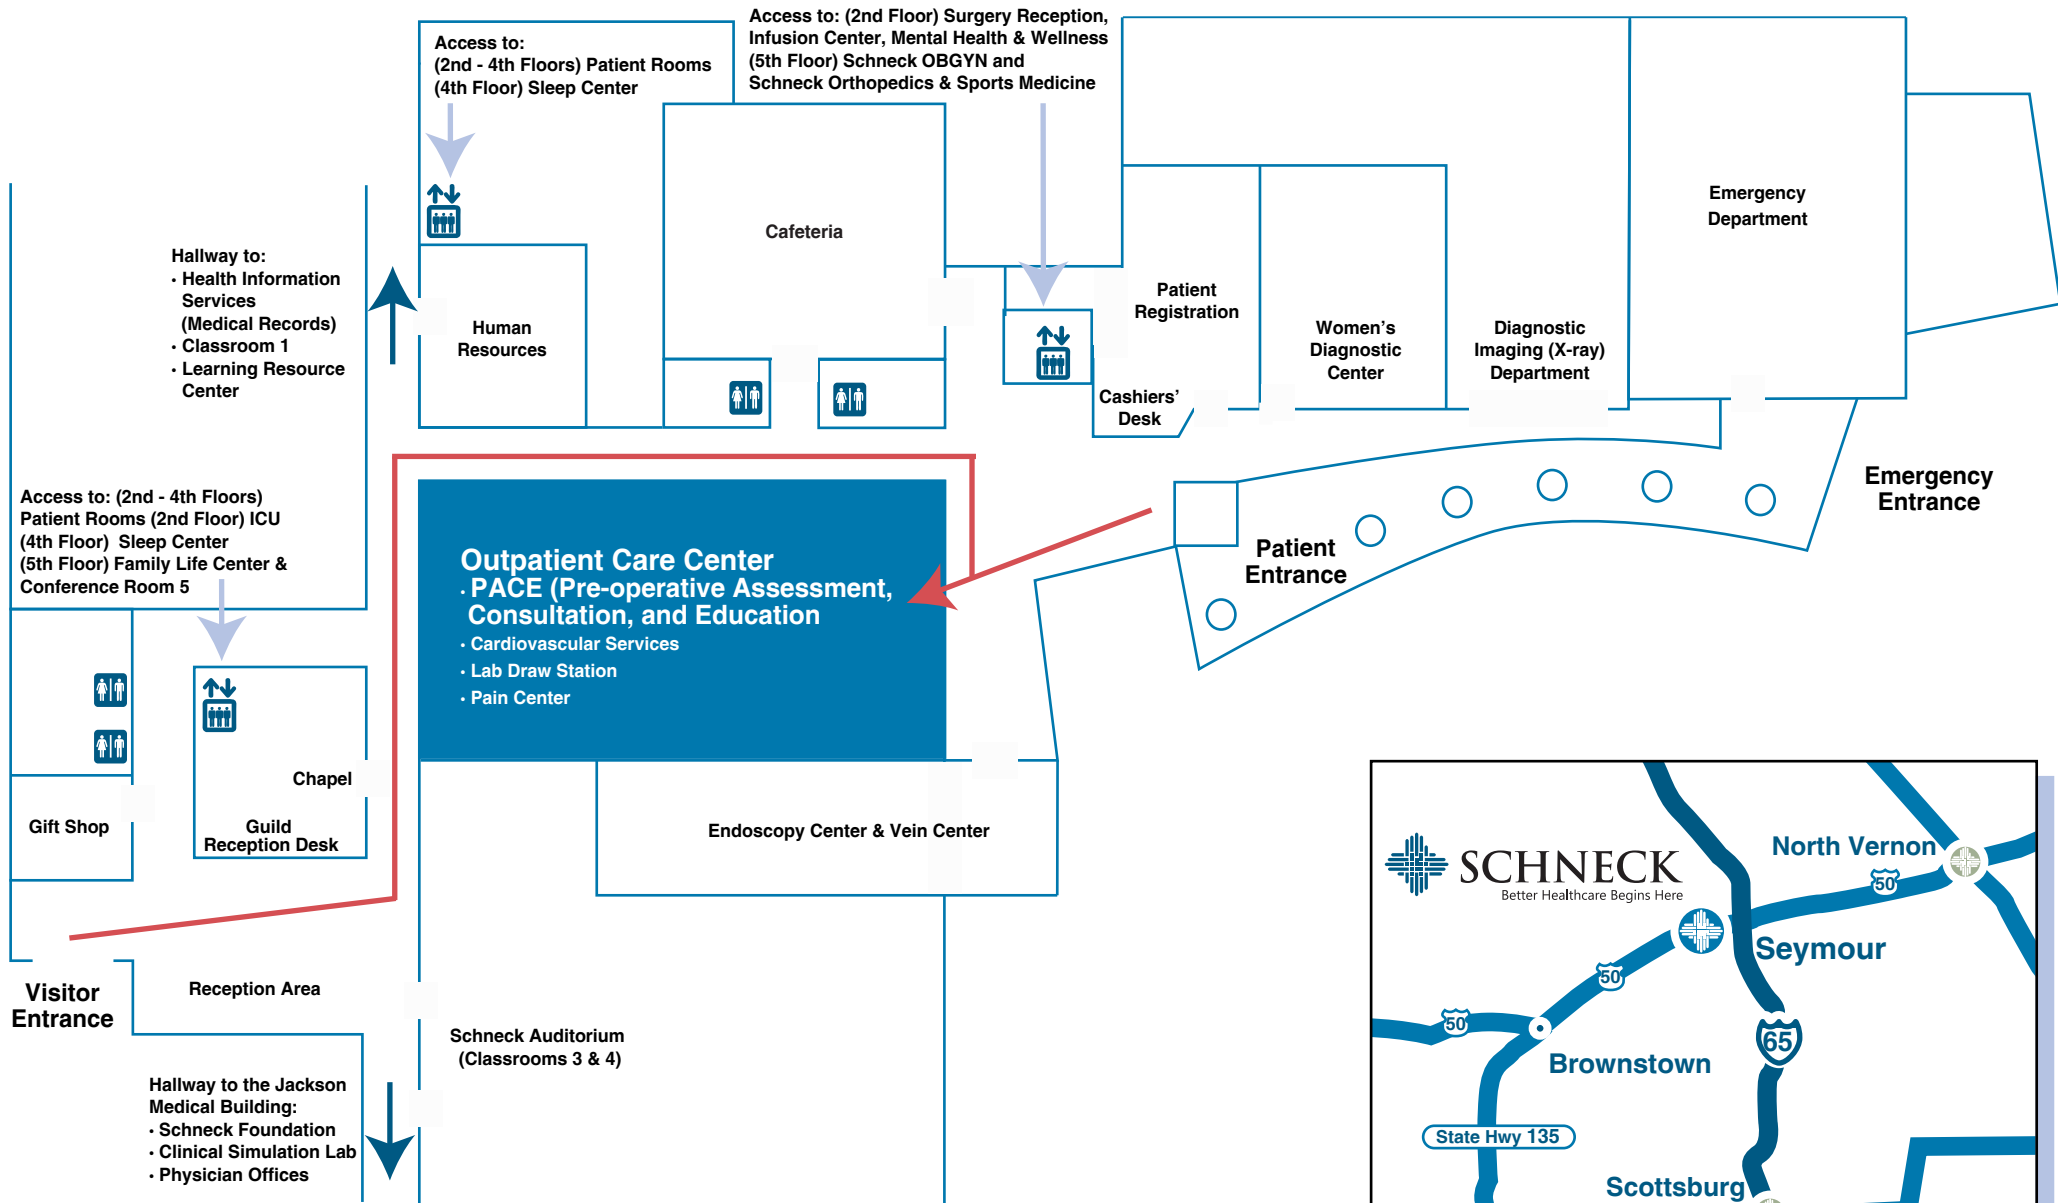 Access to: (2nd Floor) Surgery Reception,
Infusion Center, Mental Health & Wellness
(5th Floor) Schneck OBGYN and
Schneck Orthopedics & Sports Medicine
Access to:
(2nd - 4th Floors) Patient Rooms
(4th Floor) Sleep Center
Emergency
Department
Cafeteria
Hallway to:
· Health Information
Services
(Medical Records)
· Classroom 1
· Learning Resource
Center
Human
Resources
Patient
Registration
Women's
Diagnostic
Center
Diagnostic
Imaging (X-ray)
Department
Cashiers'
Desk
Emergency
Entrance
Patient
Entrance
Access to: (2nd - 4th Floors)
Patient Rooms (2nd Floor) ICU
(4th Floor) Sleep Center
(5th Floor) Family Life Center &
Conference Room 5
Outpatient Care Center
· PACE (Pre-operative Assessment,
Consultation, and Education
· Cardiovascular Services
· Lab Draw Station
· Pain Center
Chapel
Gift Shop
Guild
Reception Desk
Endoscopy Center & Vein Center
Visitor
Entrance
Reception Area
Schneck Auditorium
(Classrooms 3 & 4)
Hallway to the Jackson
Medical Building:
· Schneck Foundation
· Clinical Simulation Lab
· Physician Offices
SCHNECK
Better Healthcare Begins Here
North Vernon
50
Seymour
50
50
65
Brownstown
State Hwy 135
Scottsburg